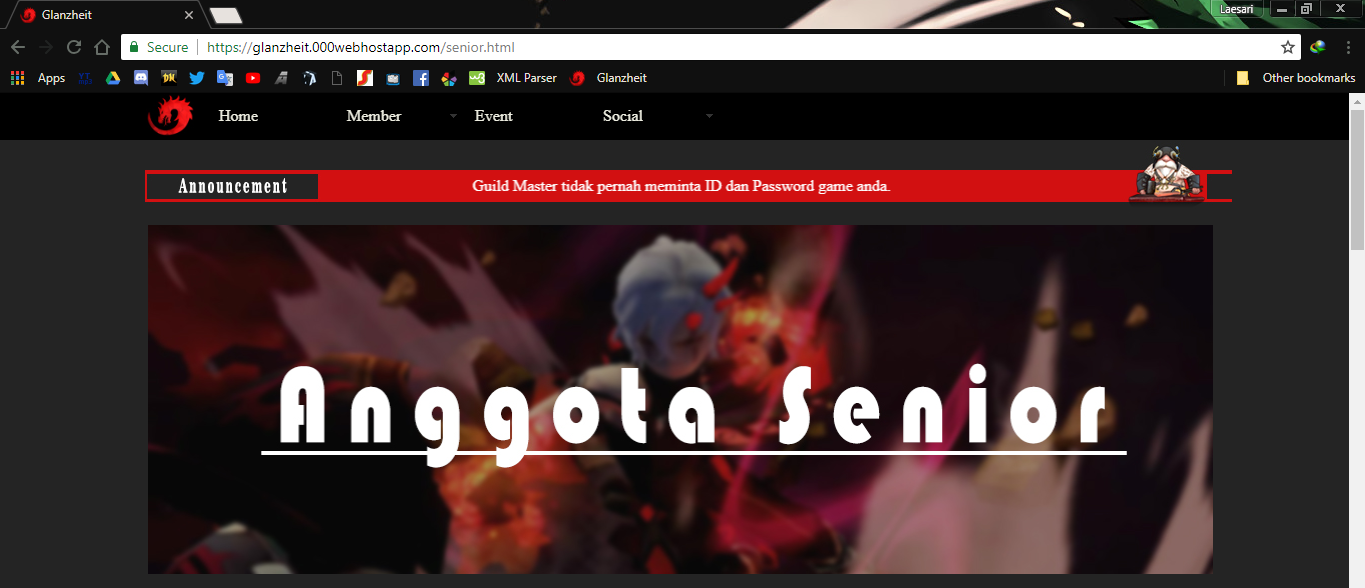 Glanzheit
Laesari
Secure
https://glanzheit.000webhostapp.com/senior.html
Apps
XML Parser
Glanzheit
Other bookmarks
Home
Member
Event
Social
Announcement
Guild Master tidak pernah meminta ID dan Password game anda.
Anggota Senior